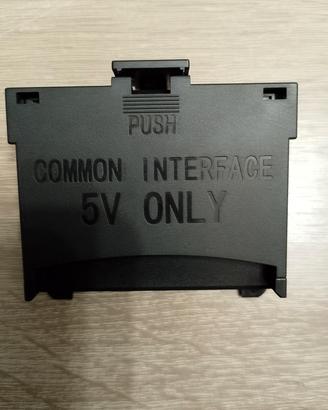 PUSH
COMMON INTERFACE
5V ONLY